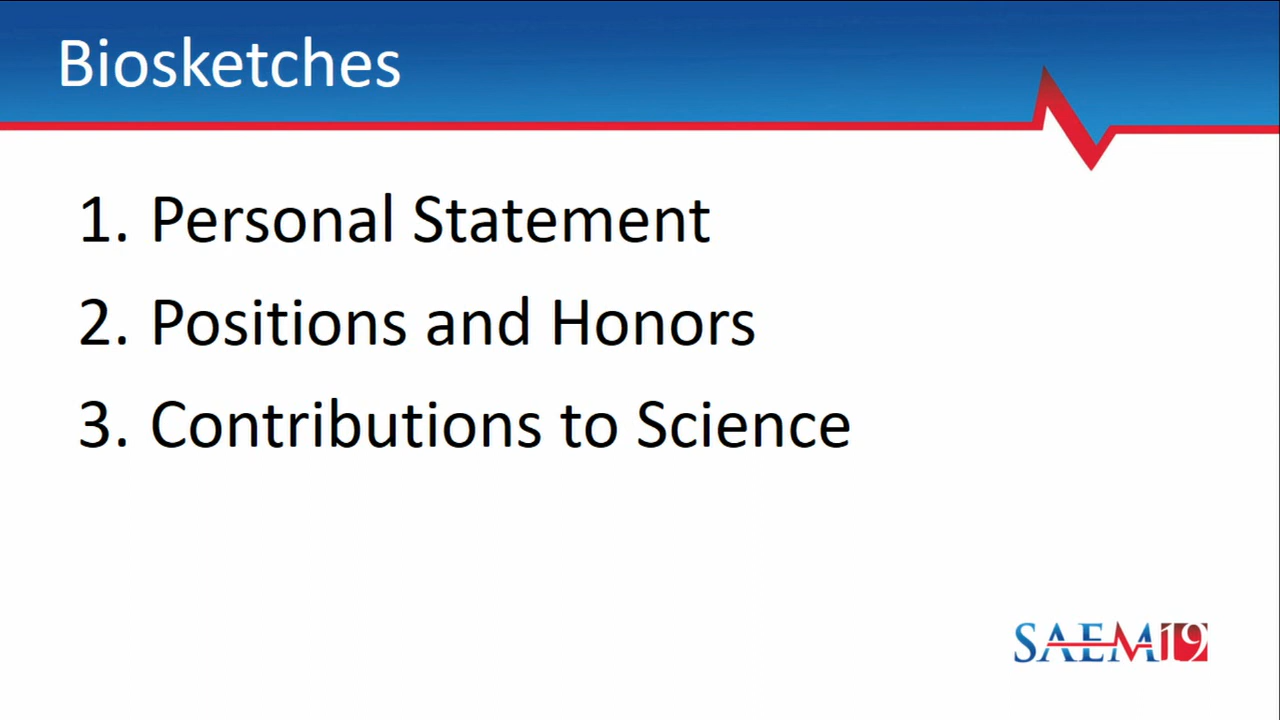 Biosketches
1. Personal Statement
2. Positions and Honors
3. Contributions to Science
SAEM19